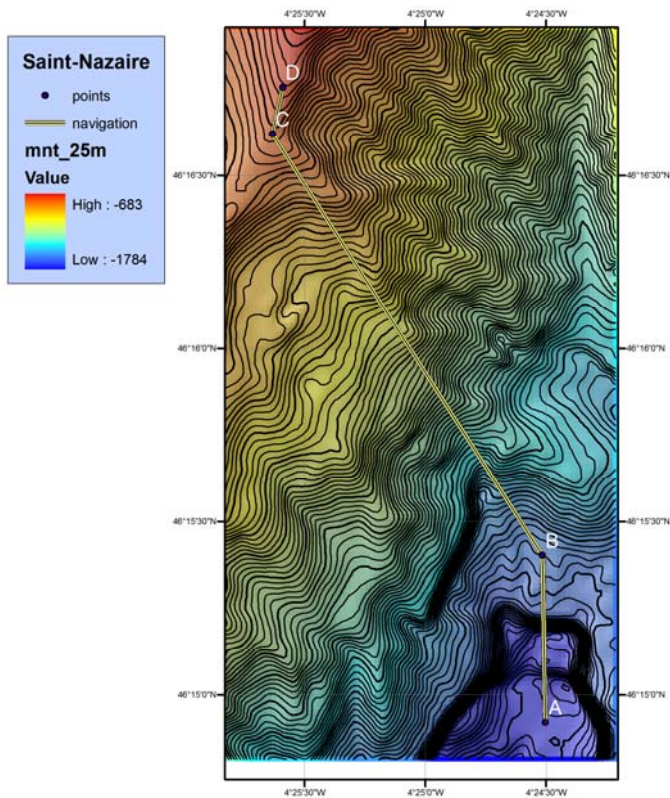 4°25'30"W 4°25'0"W 4°24'30"W
Saint-Nazaire
points
navigation
mnt_25m
Value
High : -683
Low : -1784
D
C
46°16'30"N 46°16'30"N
46°16'0"N 46°16'0"N
46°15'30"N 46°15'30"N
B
46°15'0"N 46°15'0"N
A
4°25'30"W 4°25'0"W 4°24'30"W